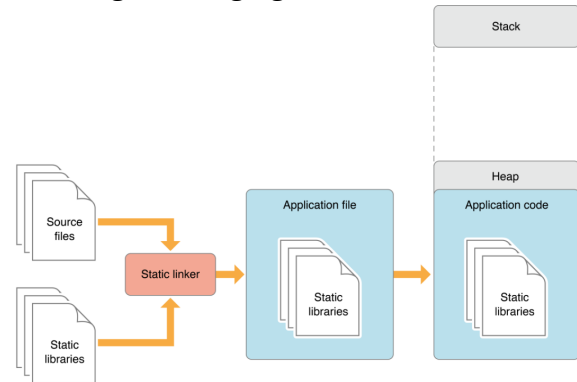 Stack
Heap
Source
files
Static
libraries
Static linker
Application file
Static
libraries
Application code
Static
libraries